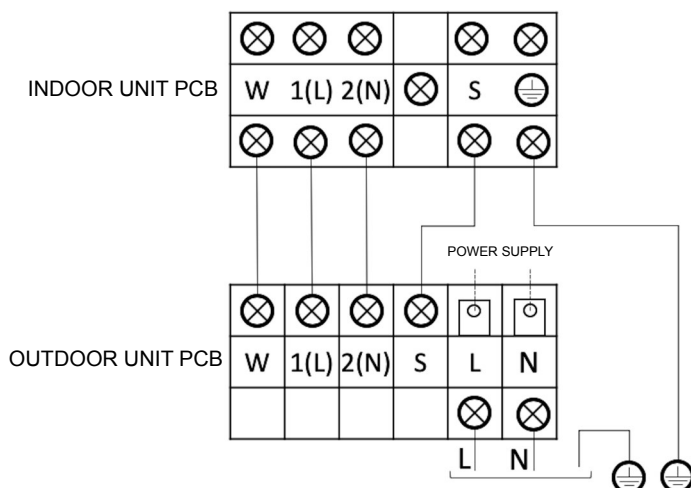 INDOOR UNIT PCB
W 1(L) 2(N) S
POWER SUPPLY
OUTDOOR UNIT PCB
W 1(L) 2(N) S L N
L N